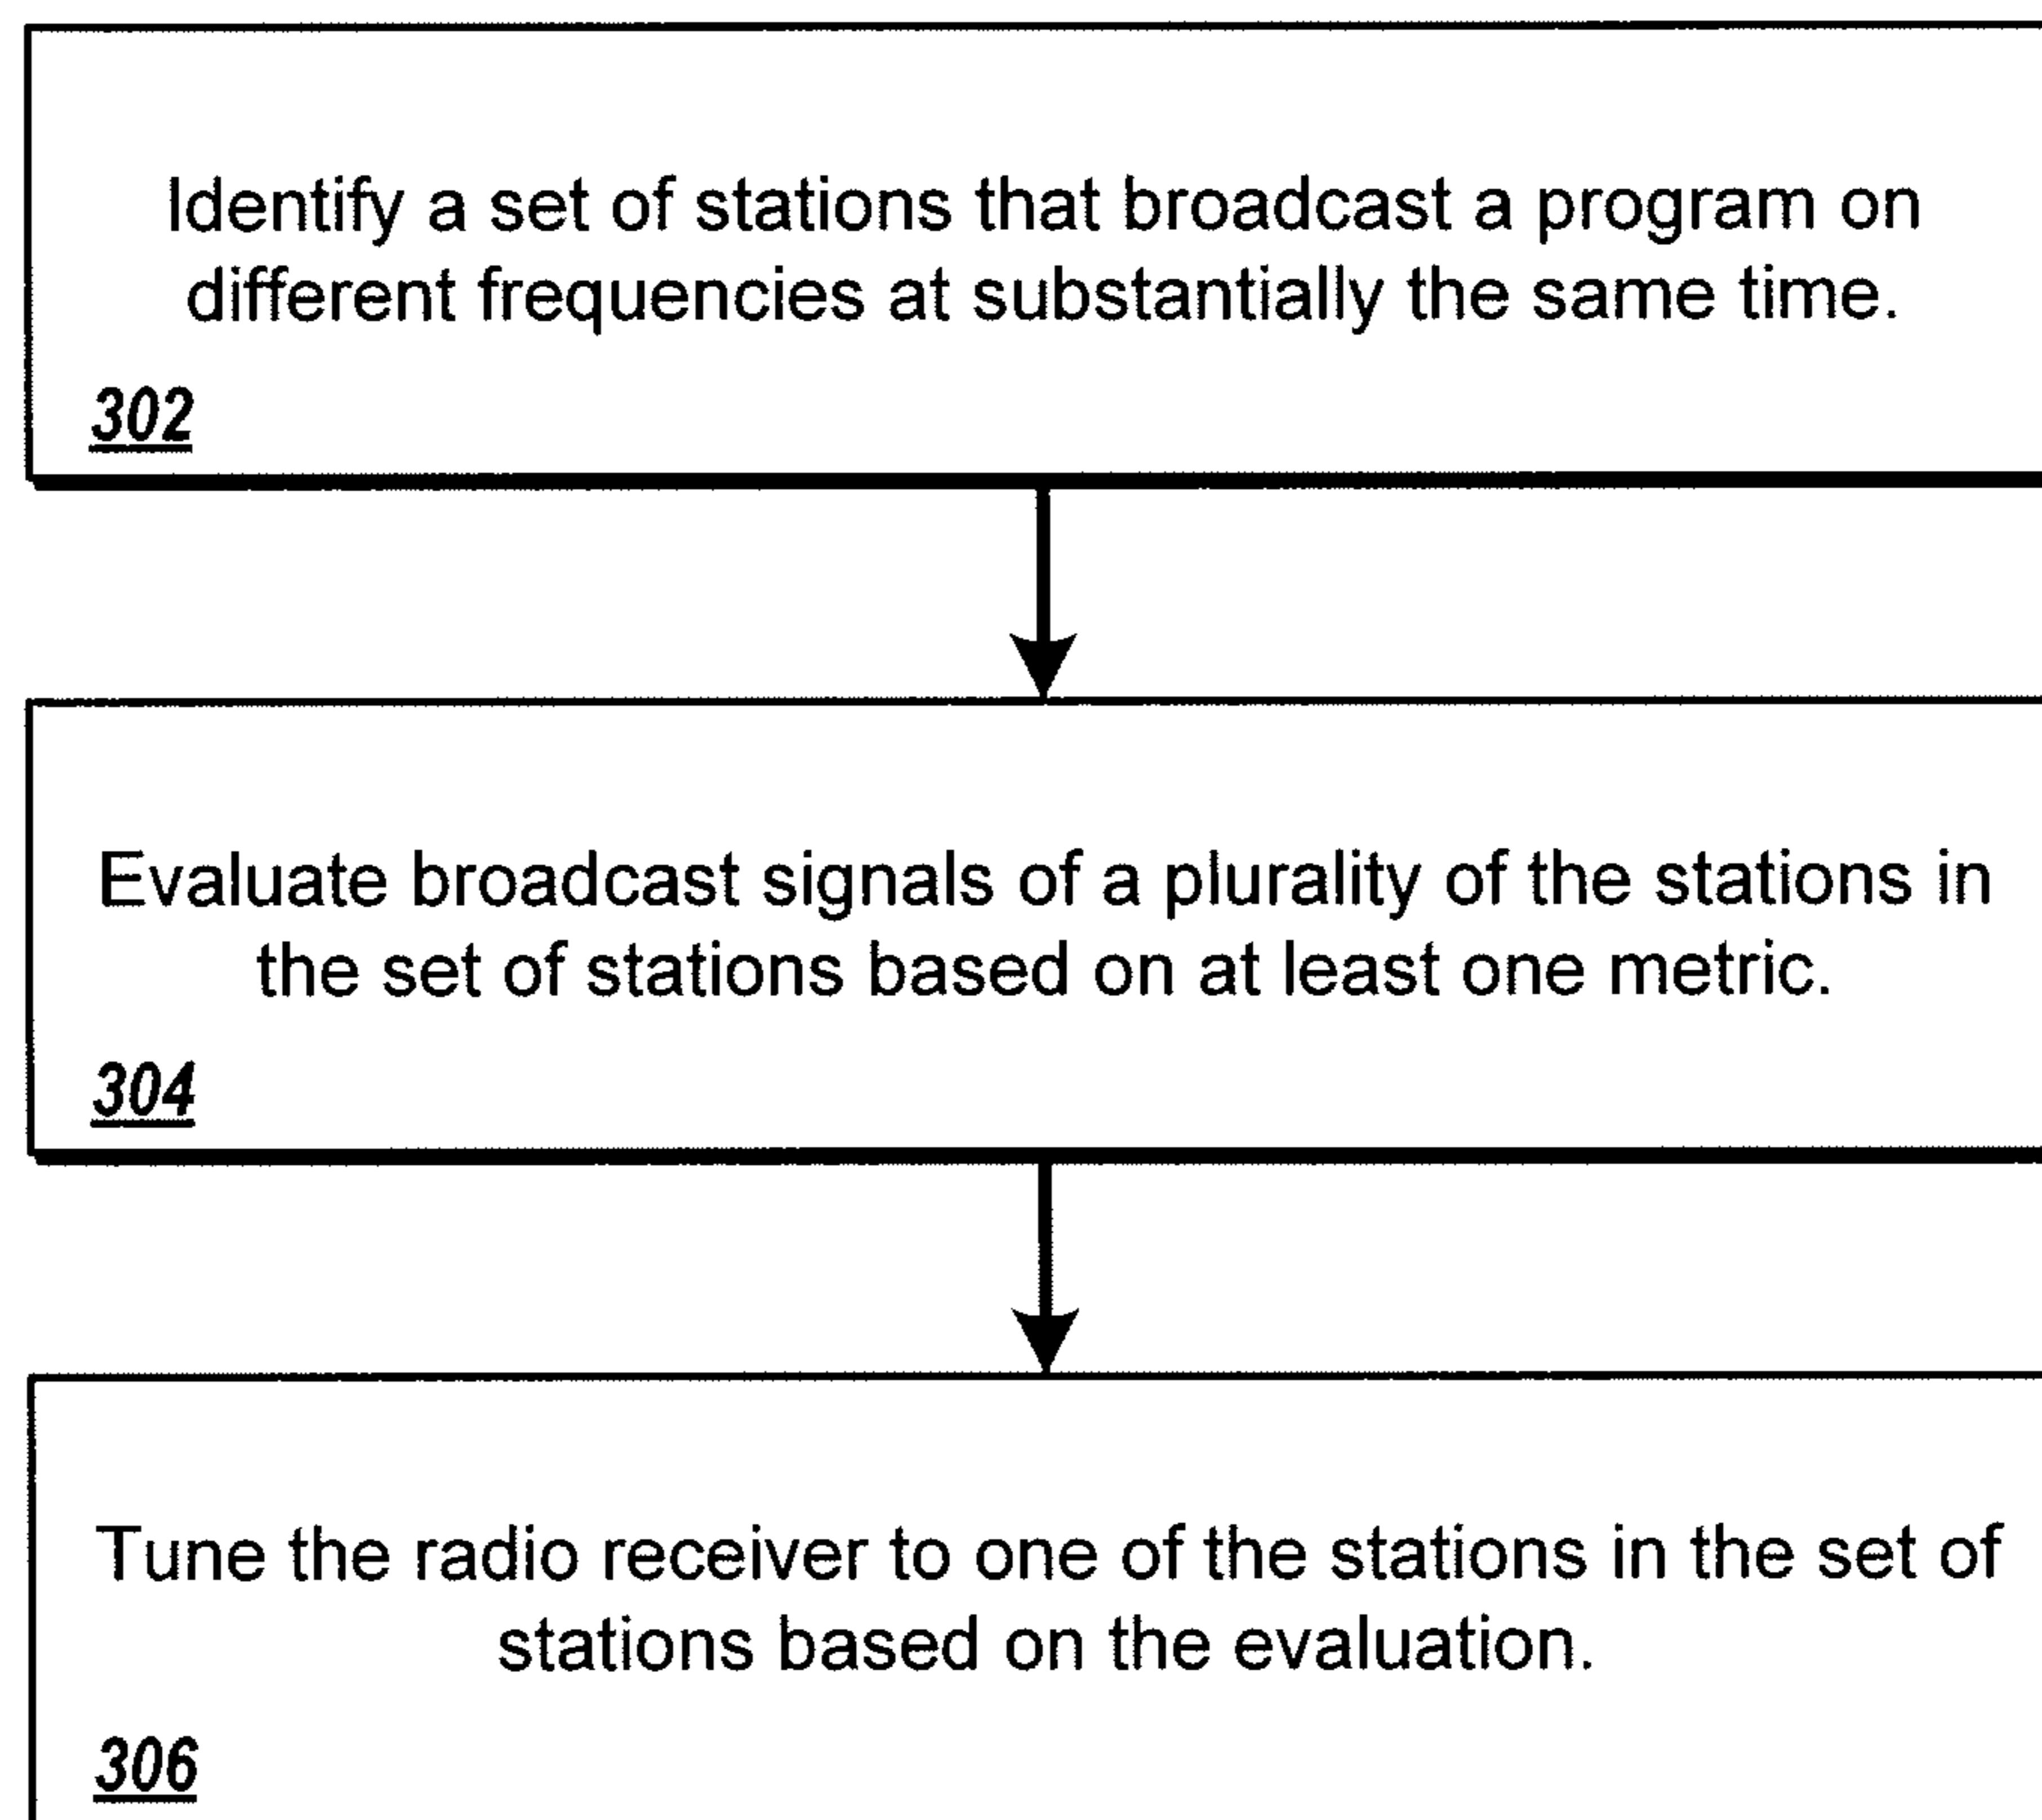 Identify a set of stations that broadcast a program on
different frequencies at substantially the same time.
302
Evaluate broadcast signals of a plurality of the stations in
the set of stations based on at least one metric.
304
Tune the radio receiver to one of the stations in the set of
stations based on the evaluation.
306